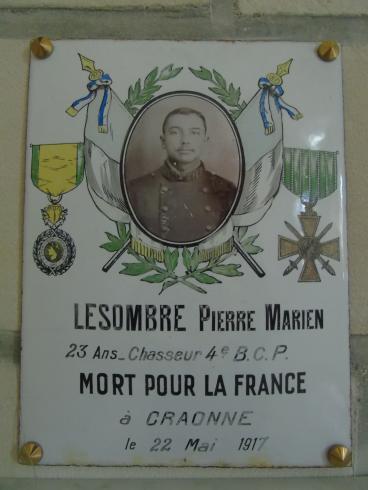 LESOMBRE PIERRE MARIEN
23 Ans_Chasseur 4e B.C.P.
MORT POUR LA FRANCE
à CRAONNE
le 22 Mai 1917